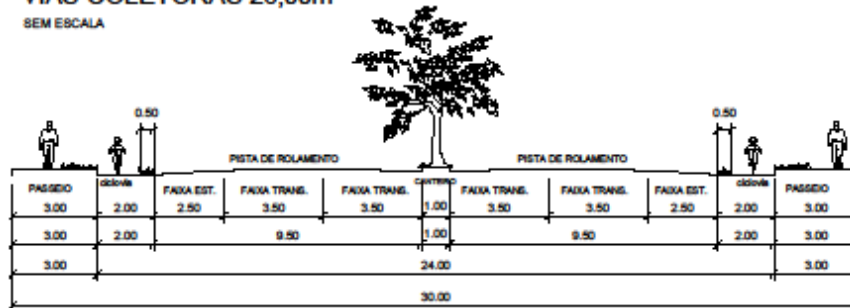 SEM ESCALA
0.50 0.50
PISTA DE ROLAMENTO PISTA DE ROLAMENTO
PASSEIO ciclovia FAIXA EST. FAIXA TRANS. FAIXA TRANS. CANTEIRO FAIXA TRANS. FAIXA TRANS. FAIXA EST. ciclovia PASSEIO
3.00 2.00 2.50 3.50 3.50 1.00 3.50 3.50 2.50 2.00 3.00
3.00 2.00 9.50 1.00 9.50 2.00 3.00
3.00 24.00 3.00
30.00